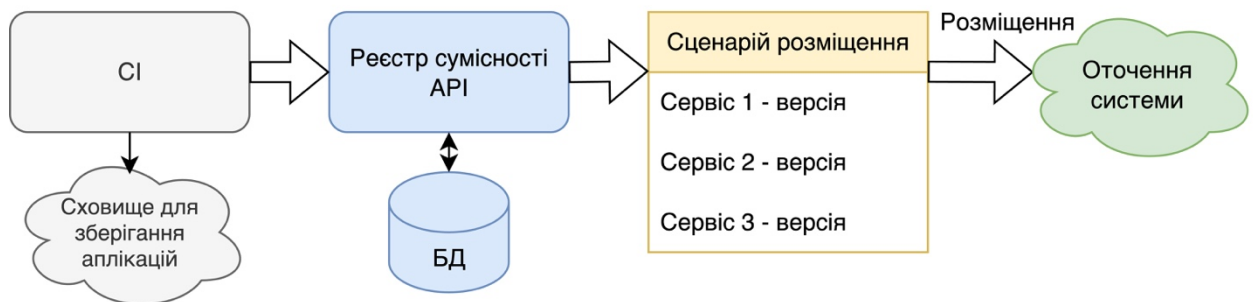 CI
Реєстр сумісності
API
Сценарій розміщення
Сервіс 1 - версія
Сервіс 2 - версія
Сервіс 3 - версія
Розміщення
Оточення
системи
Сховище для
зберігання
аплікацій
БД